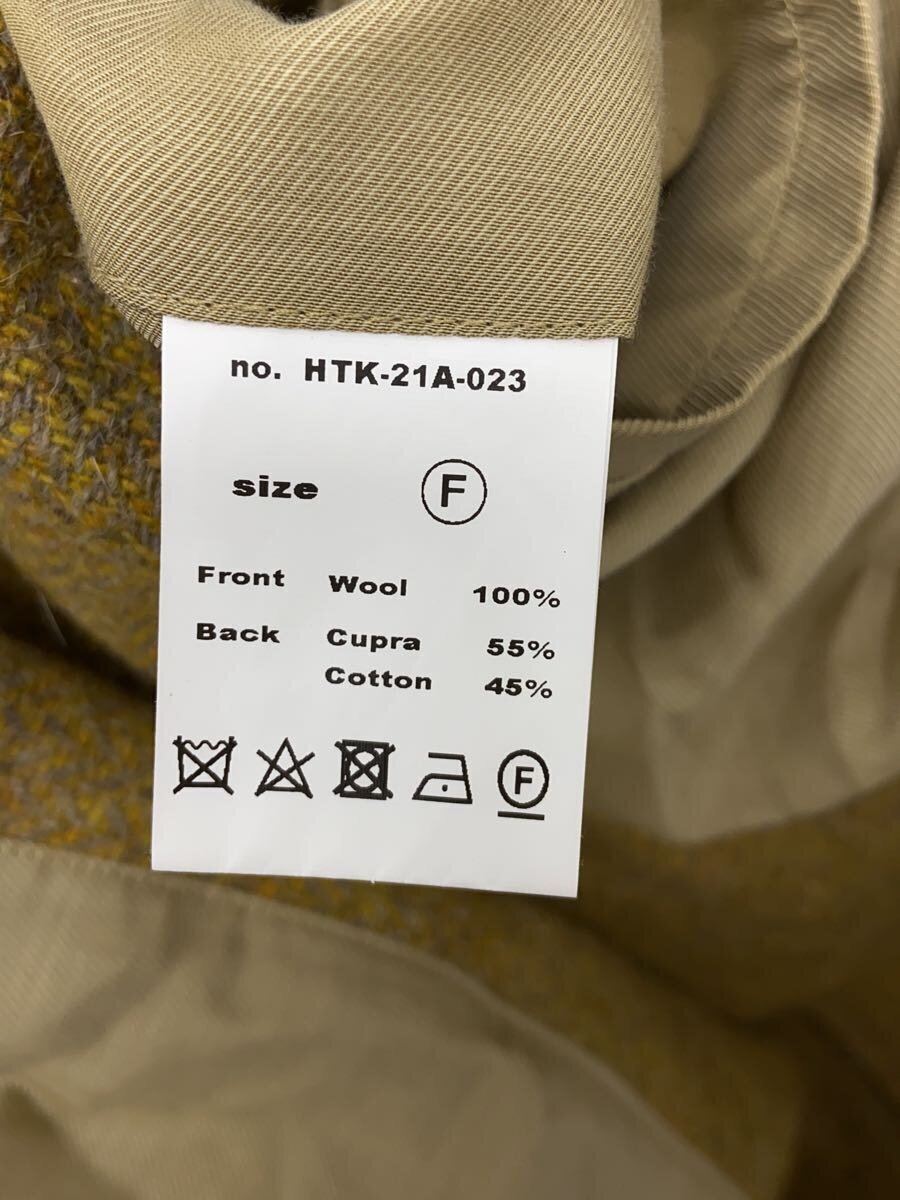 no. HTK-21A-023
size F
Front Wool 100%
Back Cupra 55%
Cotton 45%
F